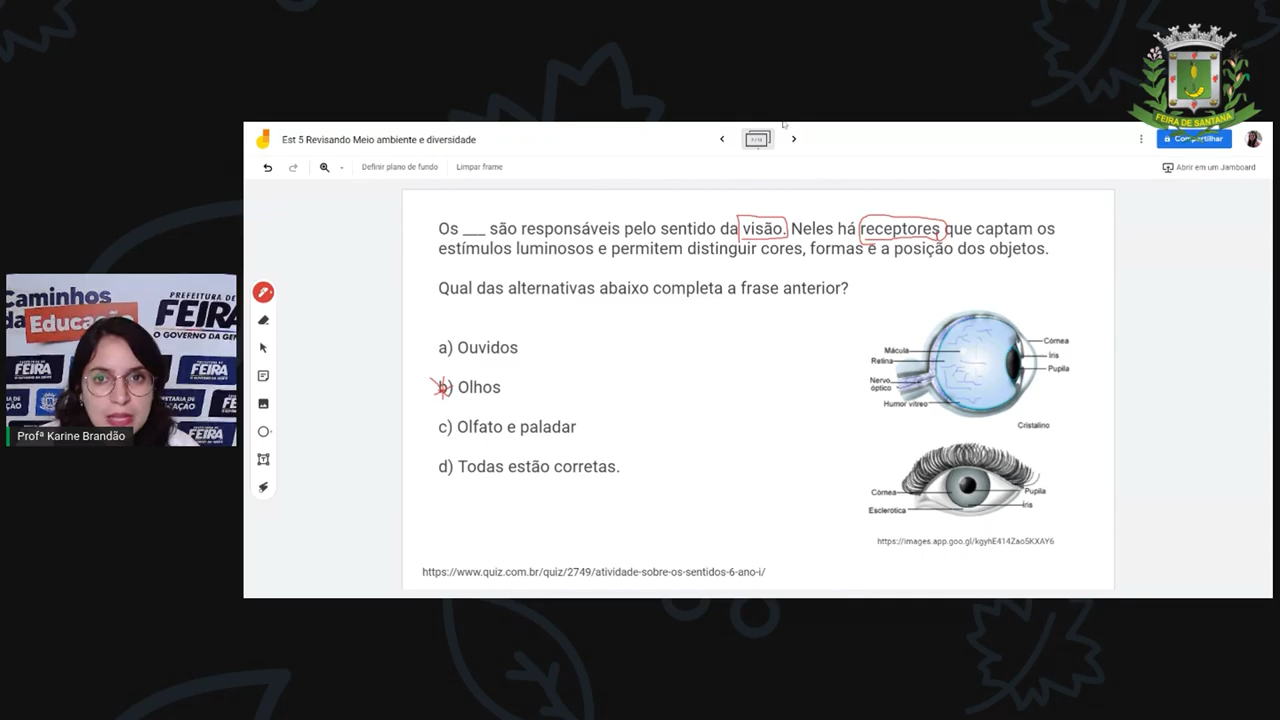 FEIRA DE SANTANA
Est 5 Revisando Meio ambiente e diversidade
Compartilhar
Definir plano de fundo
Limpar frame
Abrir em um Jamboard
Os ___ são responsáveis pelo sentido da visão. Neles há receptores que captam os
estímulos luminosos e permitem distinguir cores, formas e a posição dos objetos.
Qual das alternativas abaixo completa a frase anterior?
a) Ouvidos
b) Olhos
c) Olfato e paladar
d) Todas estão corretas.
Mácula
Retina
Nervo
óptico
Humor vítreo
Córnea
Íris
Pupila
Cristalino
Córnea
Esclerotica
Pupila
Íris
https://images.app.goo.gl/kgyhE414Zao5KXAY6
https://www.quiz.com.br/quiz/2749/atividade-sobre-os-sentidos-6-ano-i/
Caminhos
da Educação
PREFEITURA DE
FEIRA
O GOVERNO DA GEN
FEIRA
Profª Karine Brandão